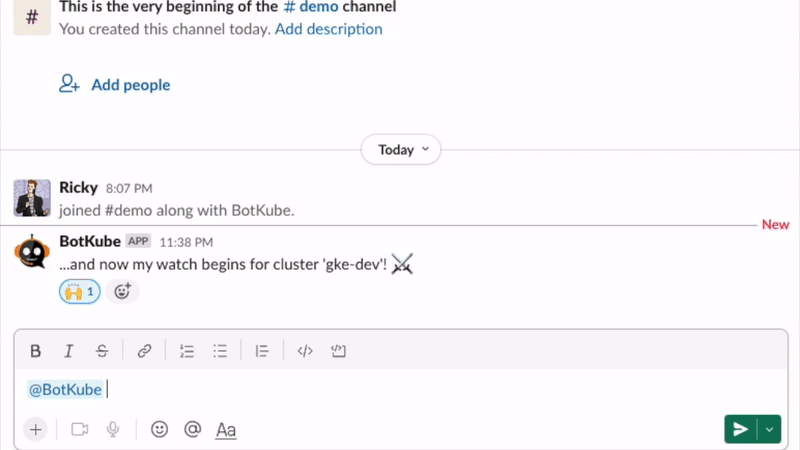 This is the very beginning of the # demo channel
You created this channel today. Add description
Add people
Today
Ricky 8:07 PM
joined #demo along with BotKube.
New
BotKube APP 11:38 PM
...and now my watch begins for cluster 'gke-dev'! ⚔
🙌 1
B I S
@BotKube
+ @ Aa